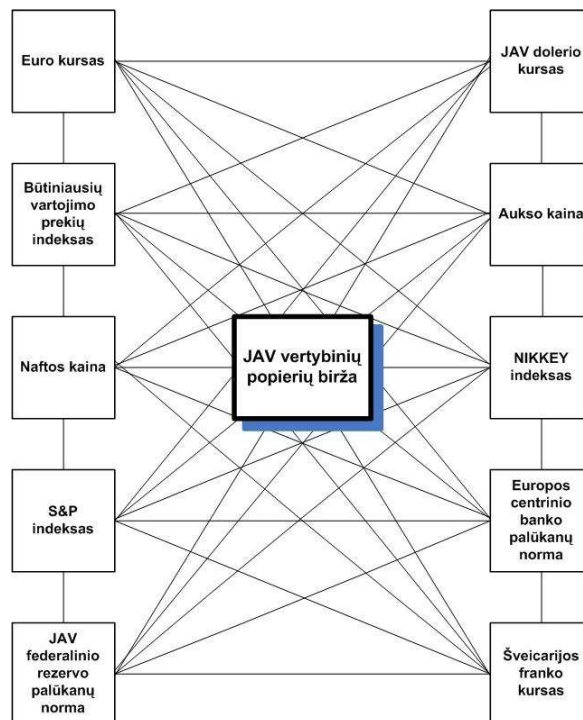 Euro kursas
JAV dolerio
kursas
Būtiniausių
vartojimo
prekių
indeksas
Aukso kaina
Naftos kaina
JAV vertybinių
popierių birža
NIKKEY
indeksas
S&P
indeksas
Europos
centrinio
banko
palūkanų
norma
JAV
federalinio
rezervo
palūkanų
norma
Šveicarijos
franko
kursas